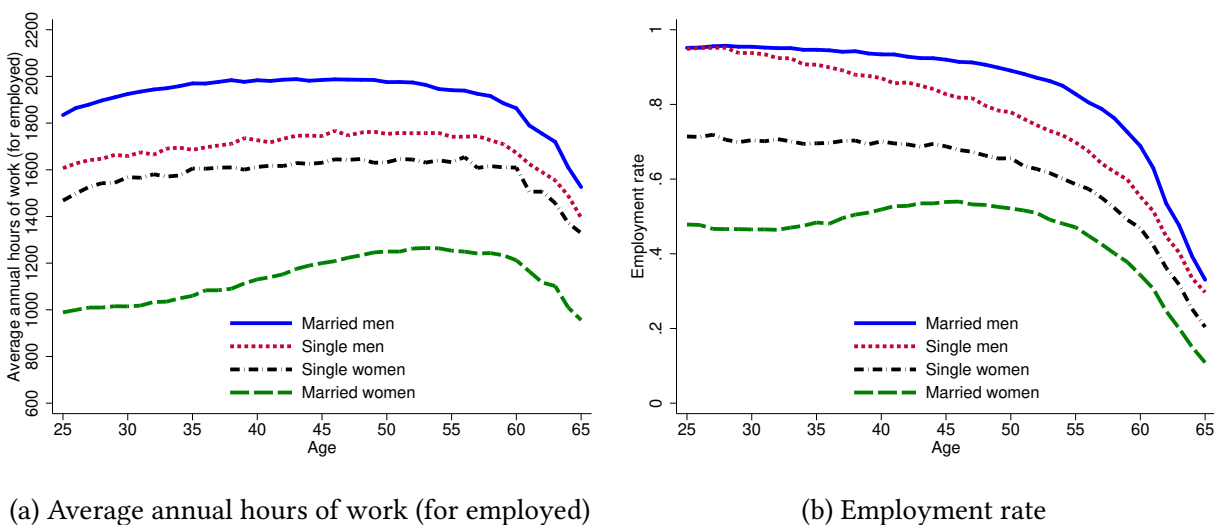 Average annual hours of work (for employed)
2200
2000
1800
1600
1400
1200
1000
800
600
25 30 35 40 45 50 55 60 65
Age
Married men
Single men
Single women
Married women
(a) Average annual hours of work (for employed)
Employment rate
1
.8
.6
.4
.2
0
25 30 35 40 45 50 55 60 65
Age
Married men
Single men
Single women
Married women
(b) Employment rate